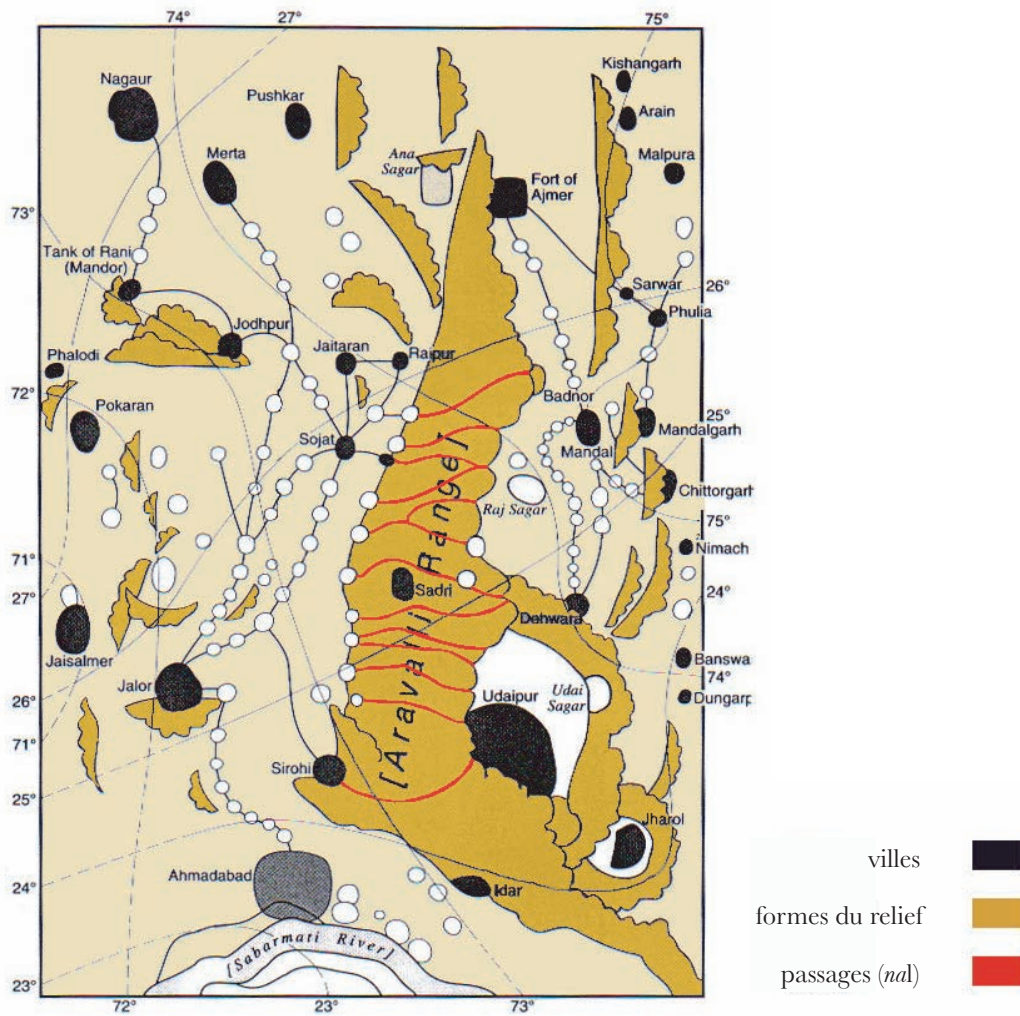 74°
27°
75°
Nagaur
Pushkar
Kishangarh
Arain
Merta
Ana
Sagar
Malpura
Fort of
Ajmer
73°
Tank of Rani
(Mandor)
Sarwar
26°
Phulia
Jodhpur
Jaitaran
Raipur
Phalodi
72°
Pokaran
Badnor
25°
Mandalgarh
Sojat
Mandal
[Aravalli Range]
Raj Sagar
Chittorgarh
75°
71°
Nimach
27°
Sadri
24°
Dehwara
Jaisalmer
Banswa
74°
Jalor
Udaipur
Udai
Sagar
Dungarp
26°
71°
Sirohi
25°
Jharol
Ahmadabad
24°
Idar
[Sabarmati River]
23°
72°
23°
73°
villes
formes du relief
passages (nal)